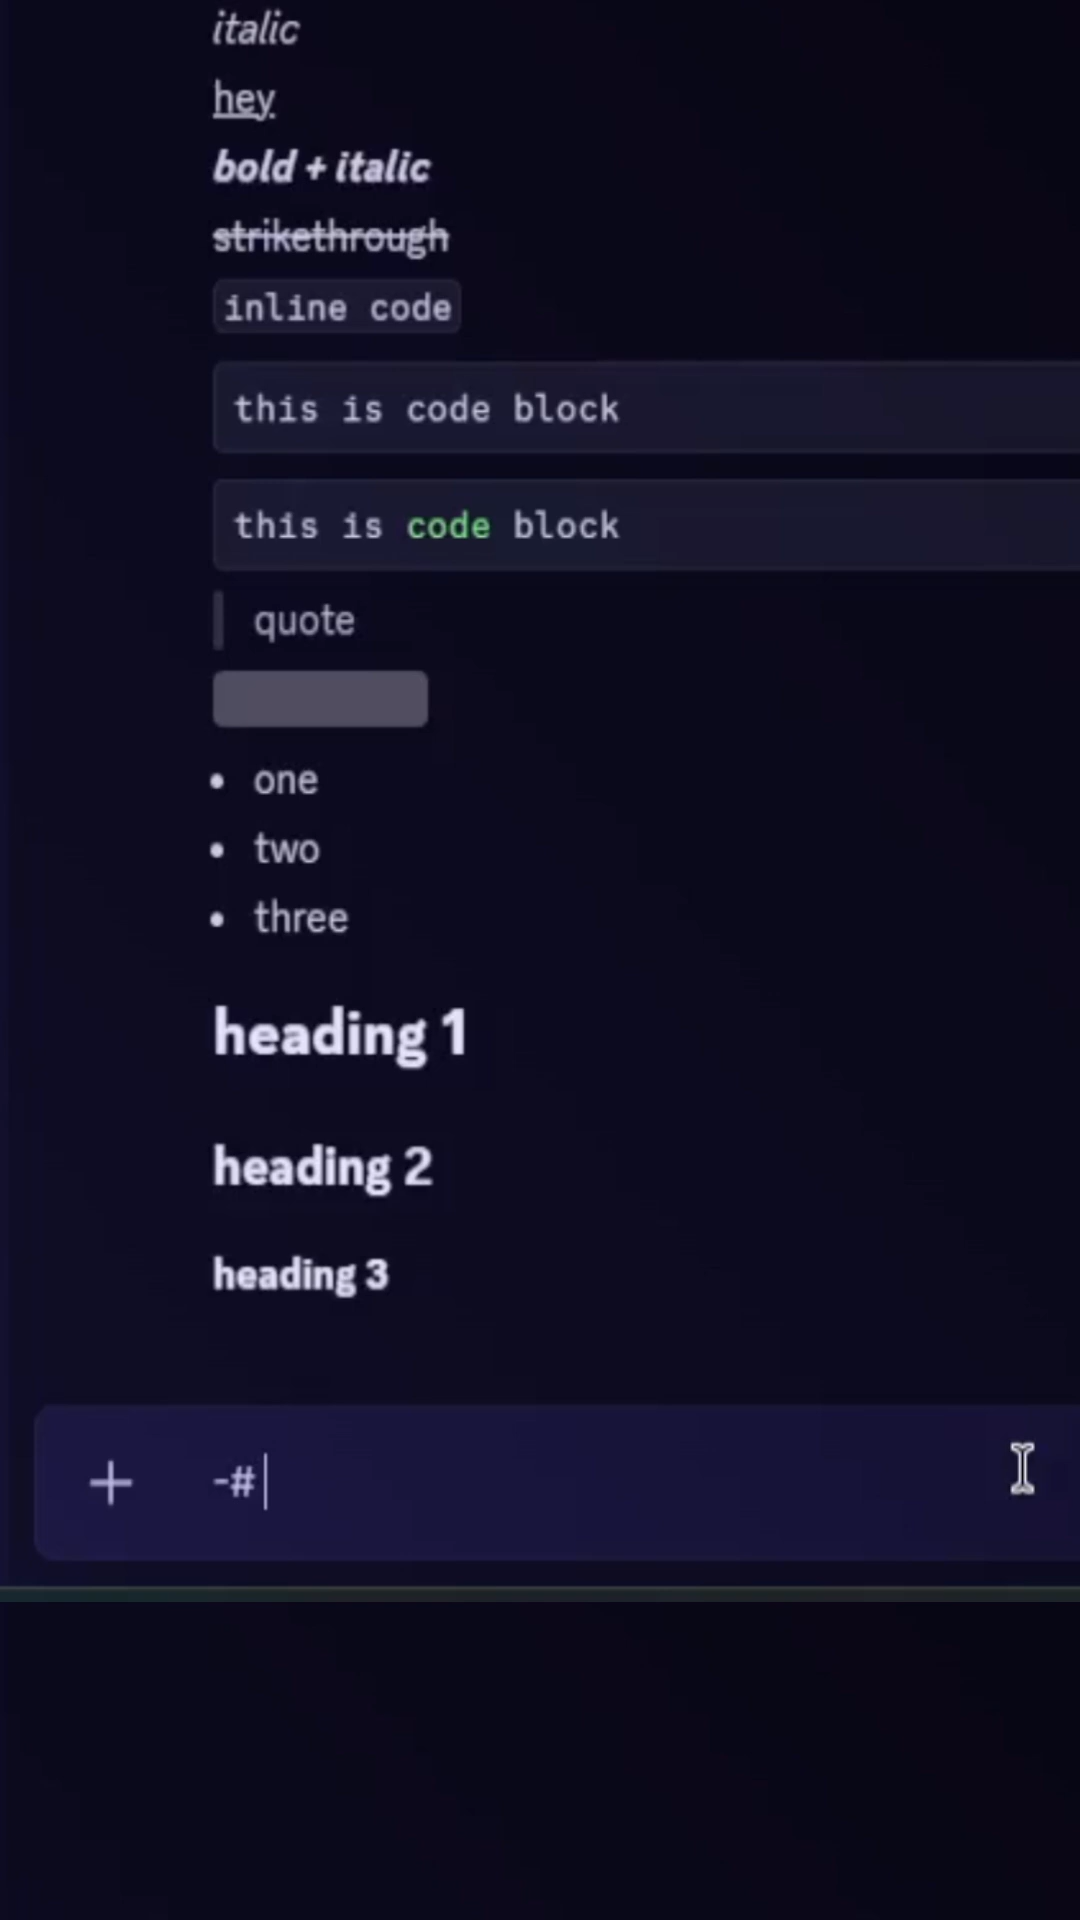 italic
hey
bold + italic
strikethrough
inline code
this is code block
this is code block
quote
• one
• two
• three
heading 1
heading 2
heading 3
-#